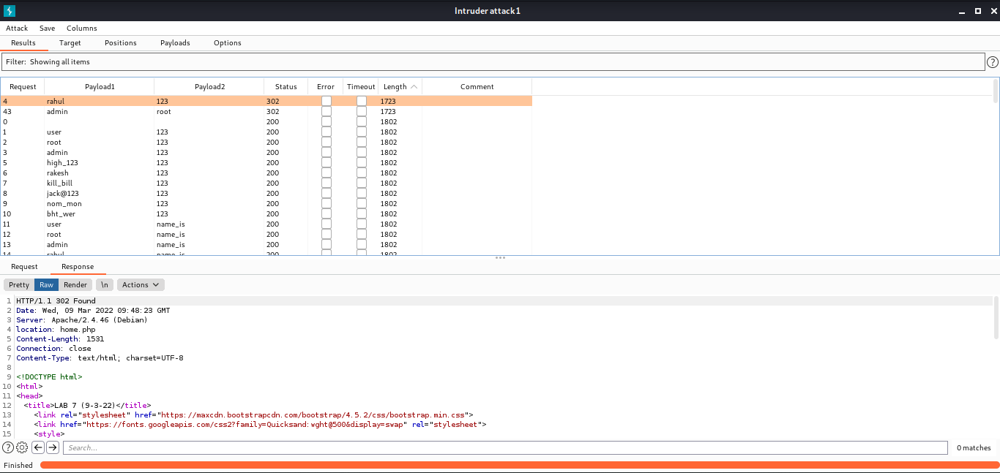 Intruder attack1
Attack Save Columns
Results Target Positions Payloads Options
Filter: Showing all items
Request Payload1 Payload2 Status Error Timeout Length Comment
4 rahul 123 302 1723
43 admin root 302 1723
0 200 1802
1 user 123 200 1802
2 root 123 200 1802
3 admin 123 200 1802
5 high_123 123 200 1802
6 rakesh 123 200 1802
7 kill_bill 123 200 1802
8 jack@123 123 200 1802
9 nom_mon 123 200 1802
10 bht_wer 123 200 1802
11 user name_is 200 1802
12 root name_is 200 1802
13 admin name_is 200 1802
14 rahul name_is 200 1802
Request Response
Pretty Raw Render \n Actions
1 HTTP/1.1 302 Found
2 Date: Wed, 09 Mar 2022 09:48:23 GMT
3 Server: Apache/2.4.46 (Debian)
4 location: home.php
5 Content-Length: 1531
6 Connection: close
7 Content-Type: text/html; charset=UTF-8
8
9 <!DOCTYPE html>
10 <html>
11 <head>
12 <title>LAB 7 (9-3-22)</title>
13 <link rel="stylesheet" href="https://maxcdn.bootstrapcdn.com/bootstrap/4.5.2/css/bootstrap.min.css">
14 <link href="https://fonts.googleapis.com/css2?family=Quicksand:wght@500&display=swap" rel="stylesheet">
15 <style>
Search... 0 matches
Finished